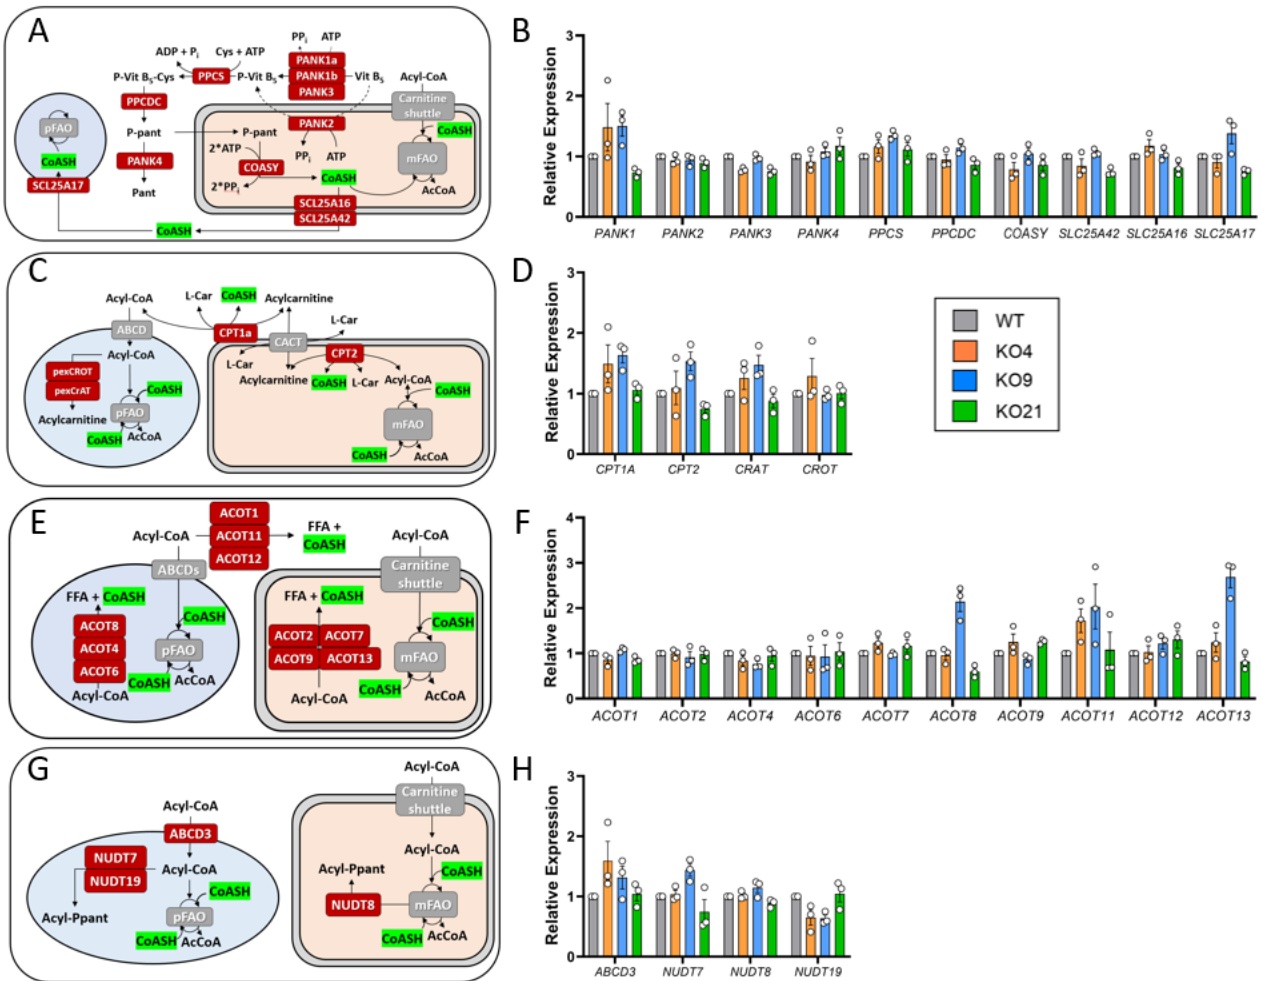 A
PPi ATP
ADP + Pi Cys + ATP
PANK1a
P-Vit B5-Cys PPCS P-Vit B5 PANK1b Vit B5 Acyl-CoA
PANK3
PPCDC
Carnitine
shuttle
pFAO
P-pant
P-pant
PANK2
CoASH
2*ATP
PPi ATP
mFAO
CoASH
PANK4
COASY
SCL25A17
Pant
2*PPi
CoASH
AcCoA
SCL25A16
SCL25A42
CoASH
B
Relative Expression
3
2
1
0
PANK1 PANK2 PANK3 PANK4 PPCS PPCDC COASY SLC25A42 SLC25A16 SLC25A17
C
Acyl-CoA
L-Car CoASH Acylcarnitine
L-Car
ABCD
CPT1a
CACT
Acyl-CoA
CPT2
pexCROT
pexCrAT
L-Car
Acylcarnitine CoASH L-Car Acyl-CoA
CoASH
CoASH
Acylcarnitine
pFAO
mFAO
CoASH AcCoA
CoASH AcCoA
D
Relative Expression
3
2
1
0
CPT1A CPT2 CRAT CROT
WT
KO4
KO9
KO21
E
ACOT1
Acyl-CoA ACOT11 FFA +
CoASH
ACOT12
Acyl-CoA
ABCDs
Carnitine
shuttle
FFA + CoASH
FFA + CoASH
CoASH
CoASH
ACOT8
ACOT4
ACOT6
pFAO
ACOT2 ACOT7
ACOT9 ACOT13
mFAO
CoASH AcCoA
Acyl-CoA
Acyl-CoA
CoASH
AcCoA
F
Relative Expression
4
3
2
1
0
ACOT1 ACOT2 ACOT4 ACOT6 ACOT7 ACOT8 ACOT9 ACOT11 ACOT12 ACOT13
G
Acyl-CoA
Acyl-CoA
Carnitine
shuttle
ABCD3
NUDT7
NUDT19
Acyl-CoA
Acyl-CoA
Acyl-Ppant
CoASH
CoASH
NUDT8
mFAO
Acyl-Ppant
pFAO
CoASH AcCoA
CoASH AcCoA
H
Relative Expression
3
2
1
0
ABCD3 NUDT7 NUDT8 NUDT19